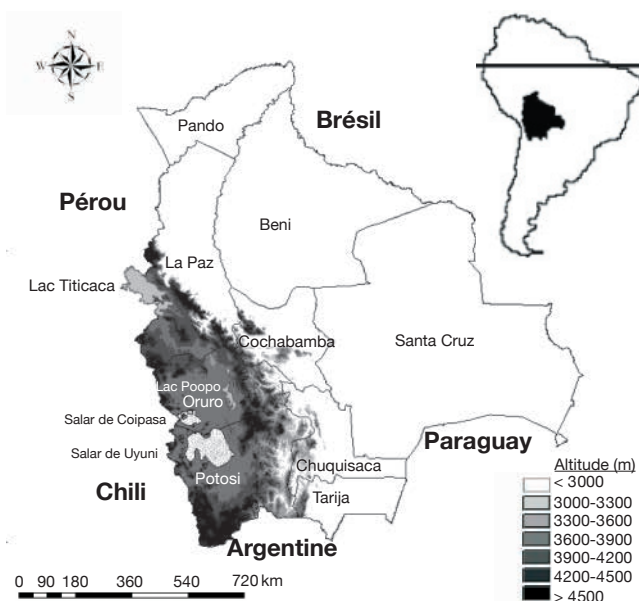 N
W E
S
Pando
Brésil
Pérou
Beni
La Paz
Lac Titicaca
Cochabamba
Santa Cruz
Lac Poopo
Oruro
Salar de Coipasa
Salar de Uyuni
Potosi
Chuquisaca
Tarija
Paraguay
Chili
Argentine
Altitude (m)
< 3000
3000-3300
3300-3600
3600-3900
3900-4200
4200-4500
> 4500
0 90 180 360 540 720 km